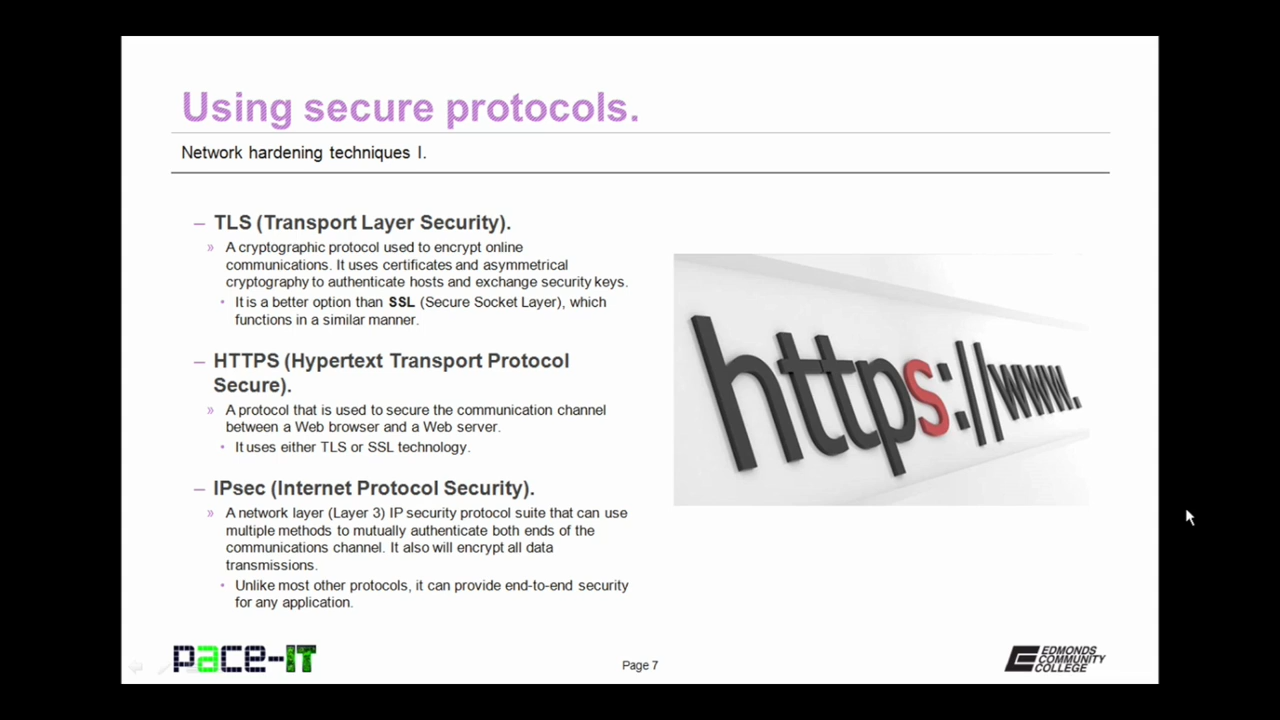 Using secure protocols.
Network hardening techniques I.
– TLS (Transport Layer Security).
» A cryptographic protocol used to encrypt online
communications. It uses certificates and asymmetrical
cryptography to authenticate hosts and exchange security keys.
• It is a better option than SSL (Secure Socket Layer), which
functions in a similar manner.
– HTTPS (Hypertext Transport Protocol
Secure).
» A protocol that is used to secure the communication channel
between a Web browser and a Web server.
• It uses either TLS or SSL technology.
– IPsec (Internet Protocol Security).
» A network layer (Layer 3) IP security protocol suite that can use
multiple methods to mutually authenticate both ends of the
communications channel. It also will encrypt all data
transmissions.
• Unlike most other protocols, it can provide end-to-end security
for any application.
https://www.
pace-IT
Page 7
EDMONDS
COMMUNITY
COLLEGE